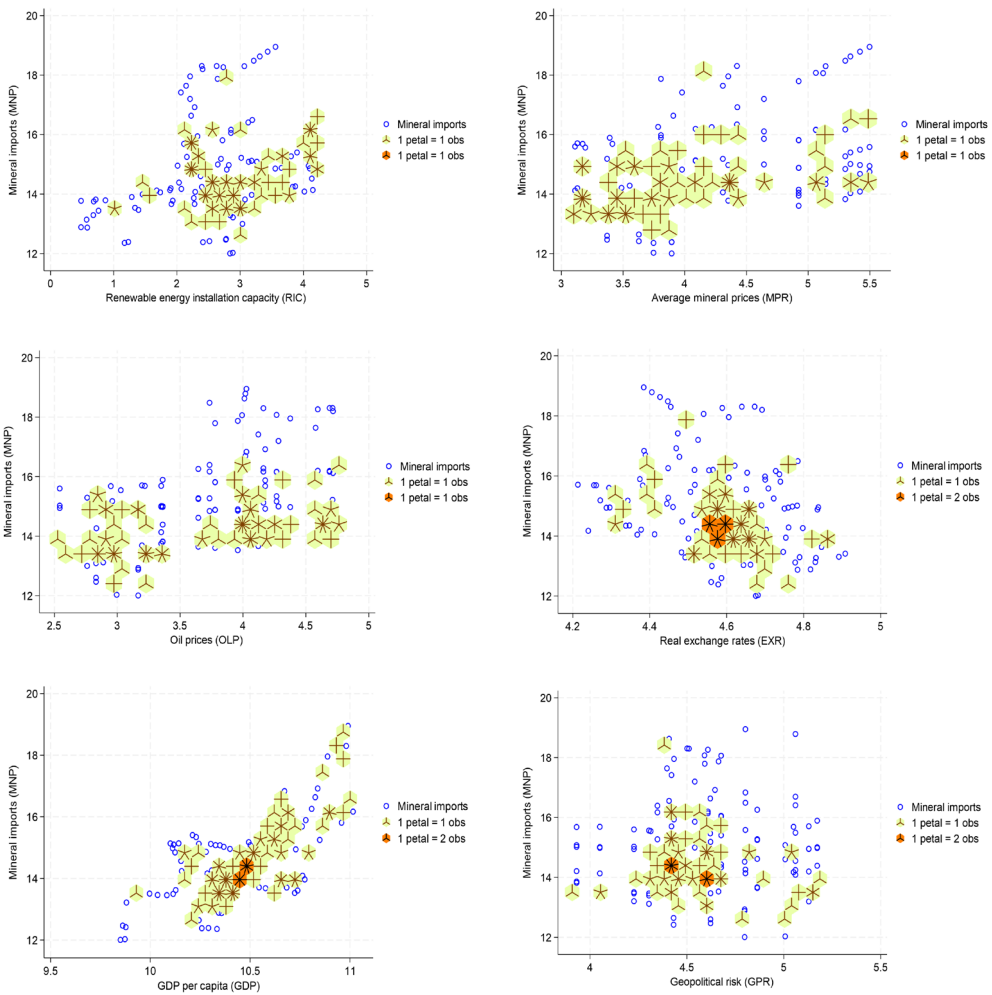 20
18
16
14
12
Mineral imports (MNP)
0 1 2 3 4 5
Renewable energy installation capacity (RIC)
Mineral imports
1 petal = 1 obs
1 petal = 1 obs
20
18
16
14
12
Mineral imports (MNP)
3 3.5 4 4.5 5 5.5
Average mineral prices (MPR)
Mineral imports
1 petal = 1 obs
1 petal = 1 obs
20
18
16
14
12
Mineral imports (MNP)
2.5 3 3.5 4 4.5 5
Oil prices (OLP)
Mineral imports
1 petal = 1 obs
1 petal = 1 obs
20
18
16
14
12
Mineral imports (MNP)
4.2 4.4 4.6 4.8 5
Real exchange rates (EXR)
Mineral imports
1 petal = 1 obs
1 petal = 2 obs
20
18
16
14
12
Mineral imports (MNP)
9.5 10 10.5 11
GDP per capita (GDP)
Mineral imports
1 petal = 1 obs
1 petal = 2 obs
20
18
16
14
12
Mineral imports (MNP)
4 4.5 5 5.5
Geopolitical risk (GPR)
Mineral imports
1 petal = 1 obs
1 petal = 2 obs